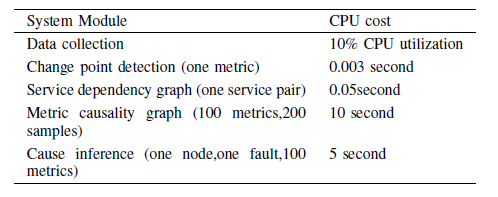 System Module CPU cost
Data collection 10% CPU utilization
Change point detection (one metric) 0.003 second
Service dependency graph (one service pair) 0.05second
Metric causality graph (100 metrics,200 10 second
samples)
Cause inference (one node,one fault,100 5 second
metrics)